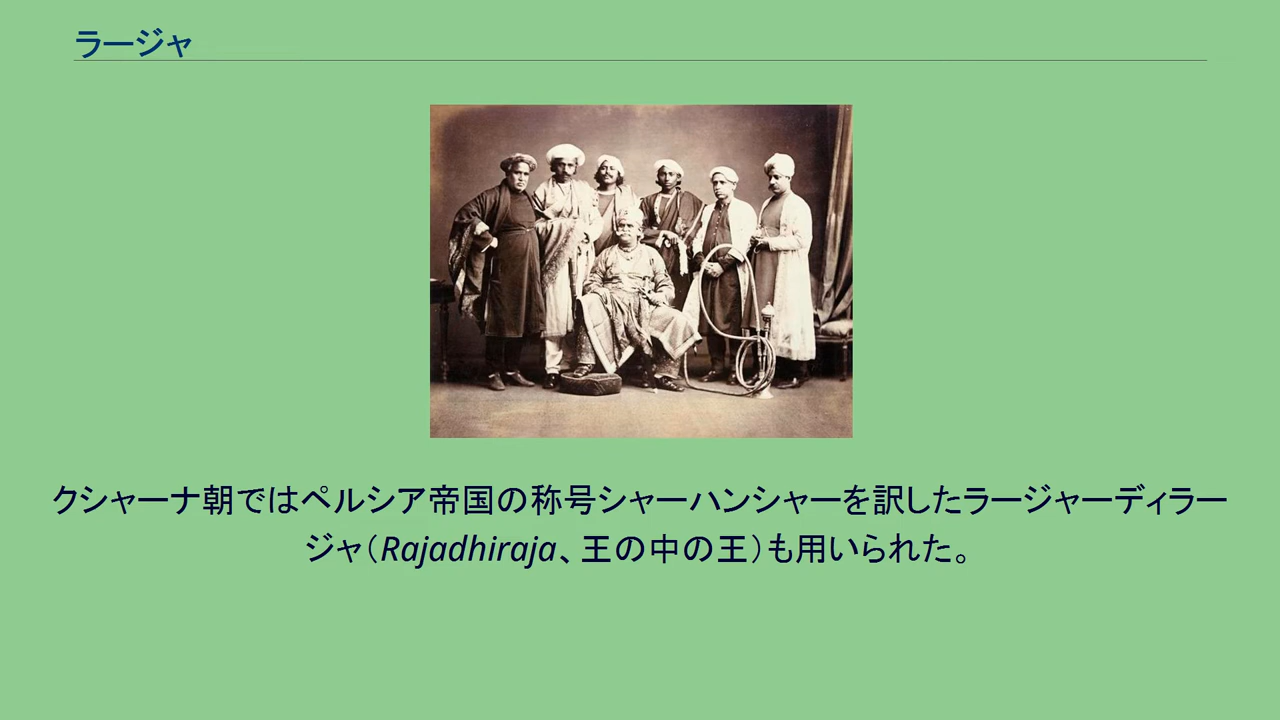 ラージャ
クシャーナ朝ではペルシア帝国の称号シャーハンシャーを訳したラージャーディラー
ジャ（Rajadhiraja、王の中の王）も用いられた。